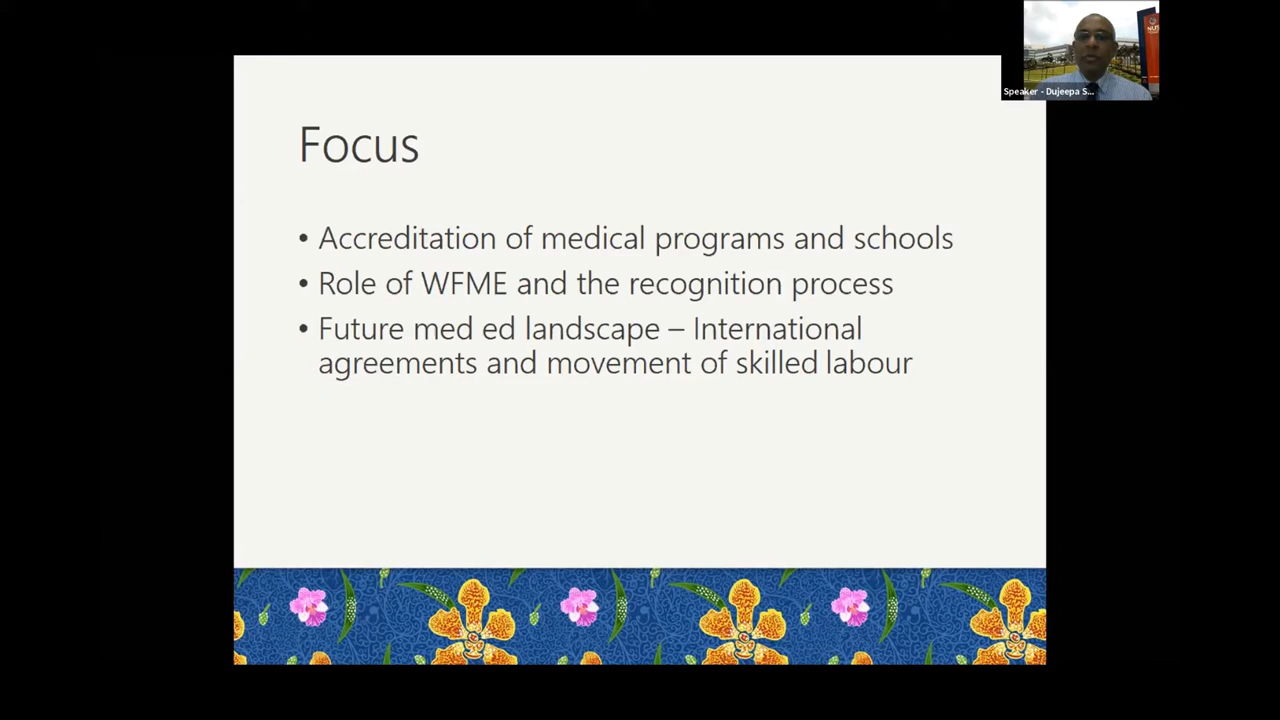 Speaker - Dujeepa S...
NUS
Focus
• Accreditation of medical programs and schools
• Role of WFME and the recognition process
• Future med ed landscape – International
agreements and movement of skilled labour